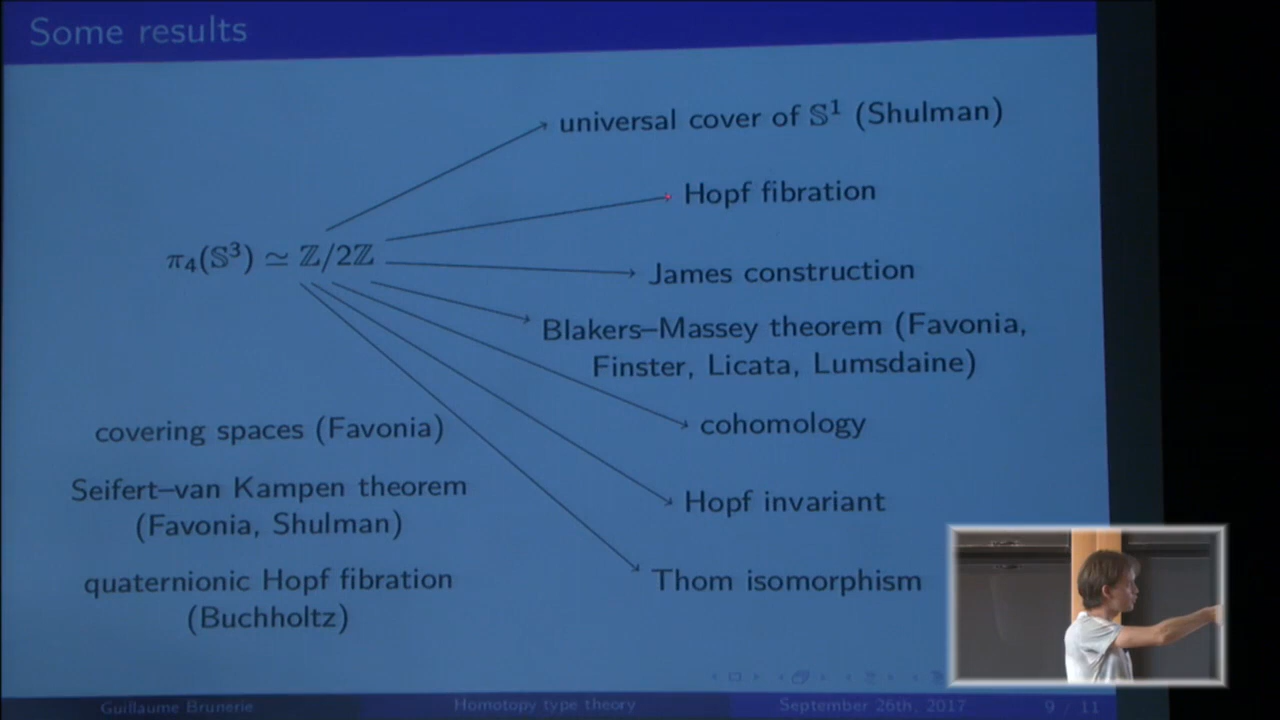 Some results
universal cover of 𝕊¹ (Shulman)
Hopf fibration
π₄(𝕊³) ≃ ℤ/2ℤ
James construction
Blakers–Massey theorem (Favonia,
Finster, Licata, Lumsdaine)
cohomology
covering spaces (Favonia)
Seifert–van Kampen theorem
(Favonia, Shulman)
Hopf invariant
quaternionic Hopf fibration
(Buchholtz)
Thom isomorphism
Guillaume Brunerie
Homotopy type theory
September 26th, 2017
9 / 11